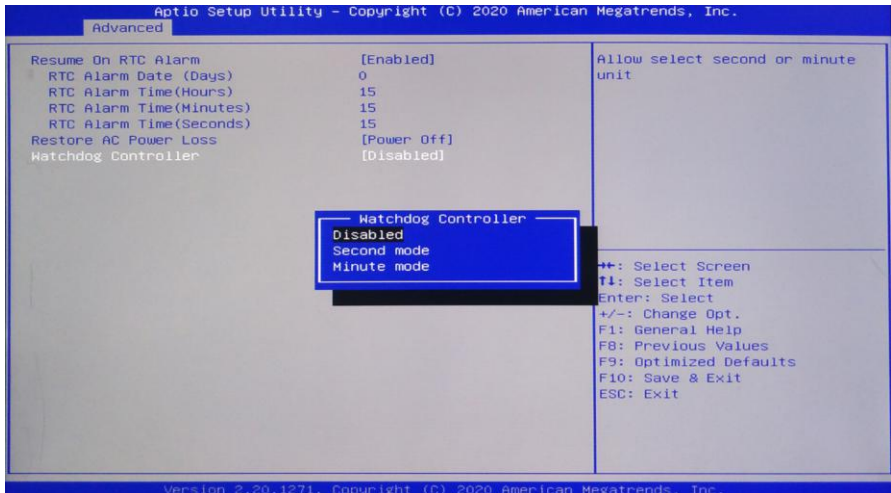 Aptio Setup Utility – Copyright (C) 2020 American Megatrends, Inc.
Advanced
Resume On RTC Alarm [Enabled]
RTC Alarm Date (Days) 0
RTC Alarm Time(Hours) 15
RTC Alarm Time(Minutes) 15
RTC Alarm Time(Seconds) 15
Restore AC Power Loss [Power Off]
Watchdog Controller [Disabled]
Allow select second or minute
unit
Watchdog Controller
Disabled
Second mode
Minute mode
→←: Select Screen
↑↓: Select Item
Enter: Select
+/-: Change Opt.
F1: General Help
F8: Previous Values
F9: Optimized Defaults
F10: Save & Exit
ESC: Exit
Version 2.20.1271. Copyright (C) 2020 American Megatrends, Inc.